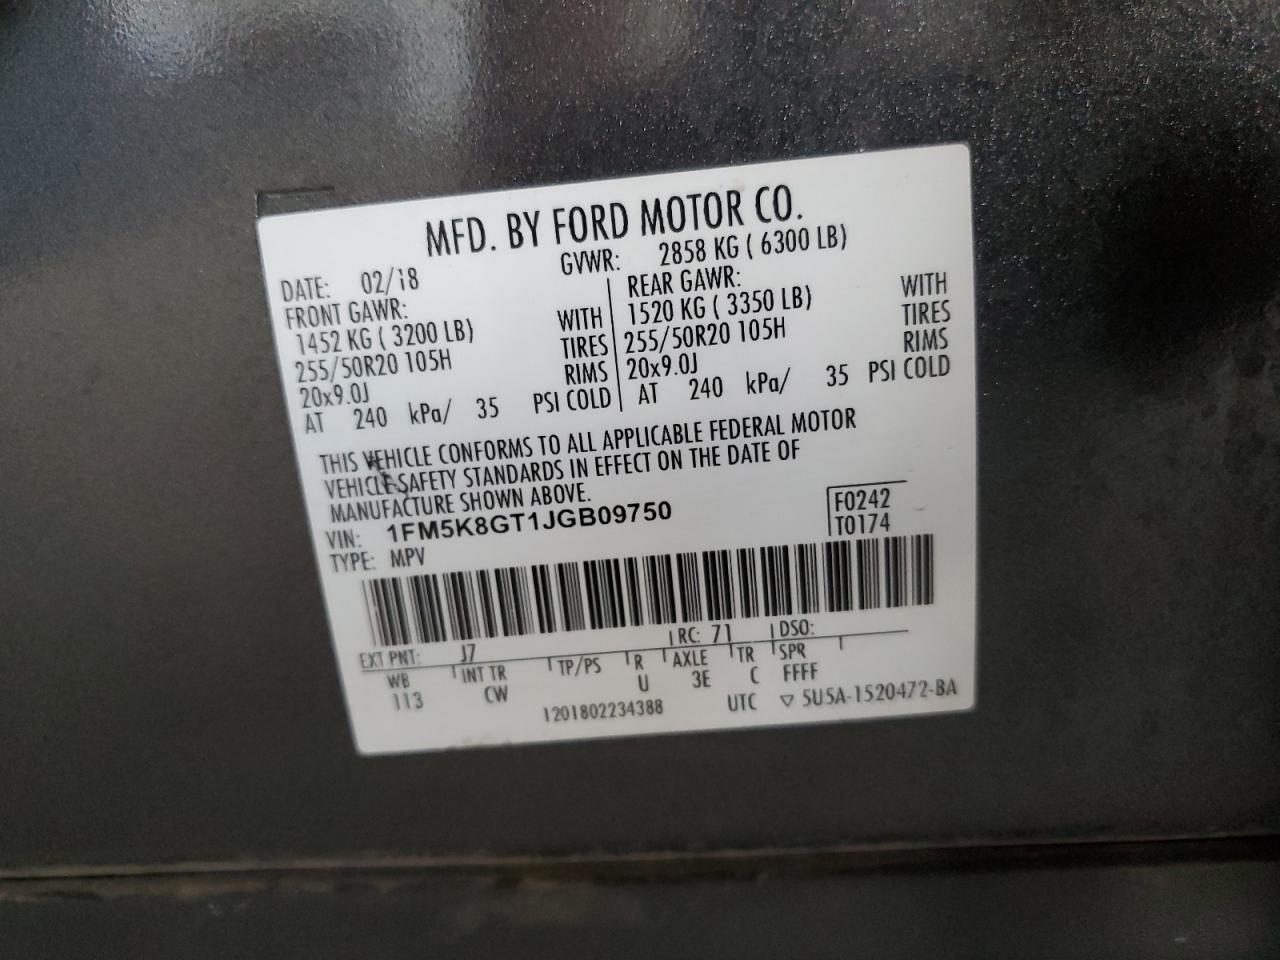 MFD. BY FORD MOTOR CO.
DATE: 02/18 GVWR: 2858 KG ( 6300 LB)
FRONT GAWR: REAR GAWR:
1452 KG ( 3200 LB) WITH 1520 KG ( 3350 LB) WITH
255/50R20 105H TIRES 255/50R20 105H TIRES
20x9.0J RIMS 20x9.0J RIMS
AT 240 kPa/ 35 PSI COLD AT 240 kPa/ 35 PSI COLD
THIS VEHICLE CONFORMS TO ALL APPLICABLE FEDERAL MOTOR
VEHICLE SAFETY STANDARDS IN EFFECT ON THE DATE OF
MANUFACTURE SHOWN ABOVE.
VIN: 1FM5K8GT1JGB09750 F0242
TYPE: MPV T0174
EXT PNT: J7 RC: 71 DSO:
WB INT TR TP/PS R AXLE TR SPR
113 CW U 3E C FFFF
1201802234388 UTC ▽ 5U5A-1520472-BA